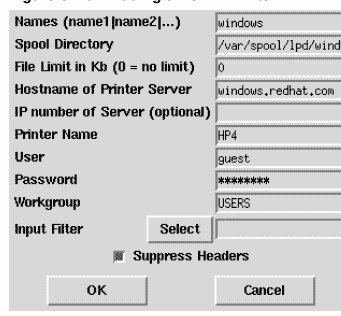 Names (name1|name2|...) windows
Spool Directory /var/spool/lpd/wind
File Limit in Kb (0 = no limit) 0
Hostname of Printer Server windows.redhat.com
IP number of Server (optional)
Printer Name HP4
User guest
Password ********
Workgroup USERS
Input Filter Select
Suppress Headers
OK Cancel